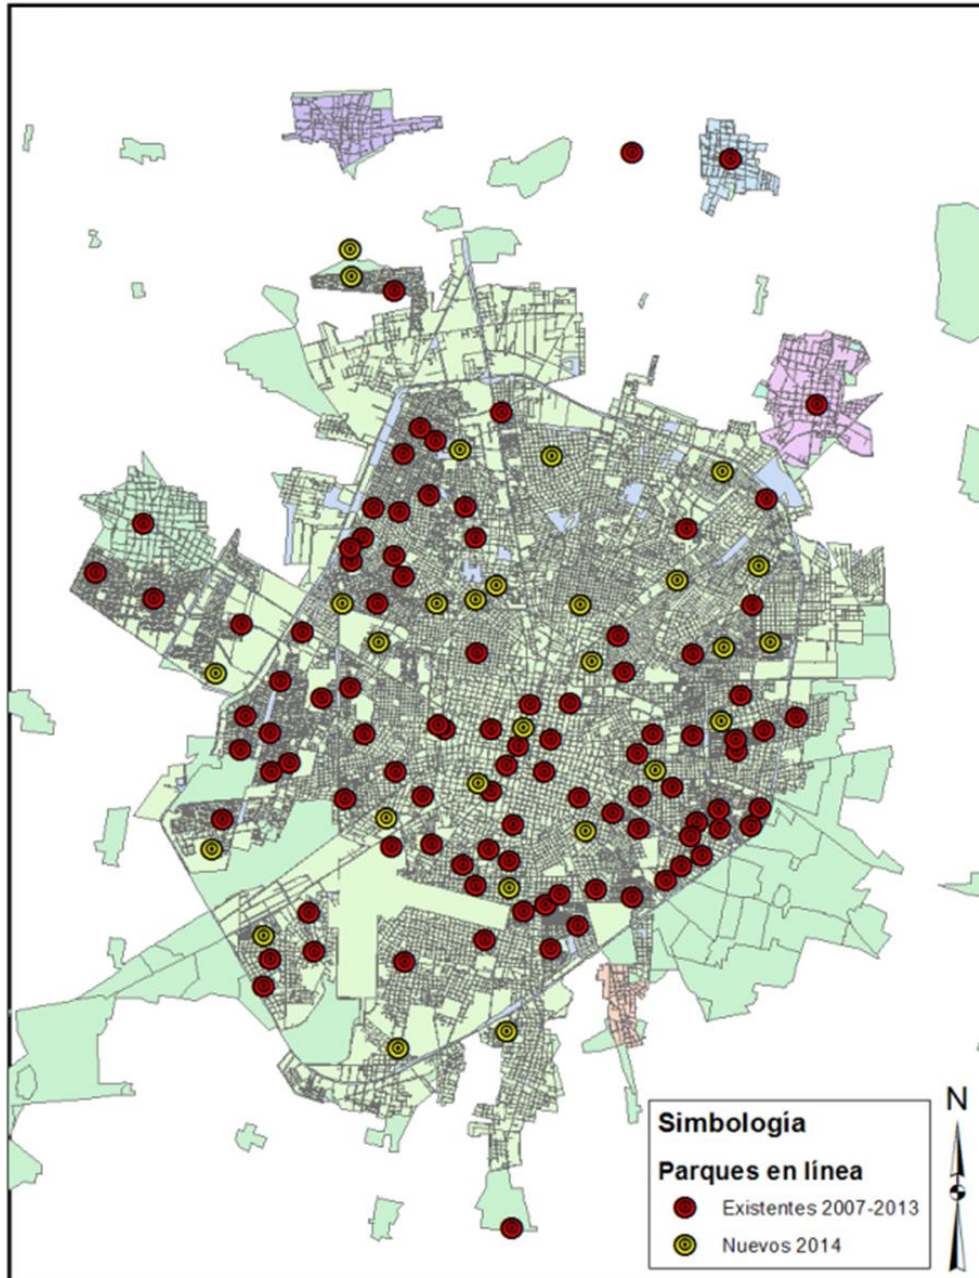 N
Simbología
Parques en línea
Existentes 2007-2013
Nuevos 2014